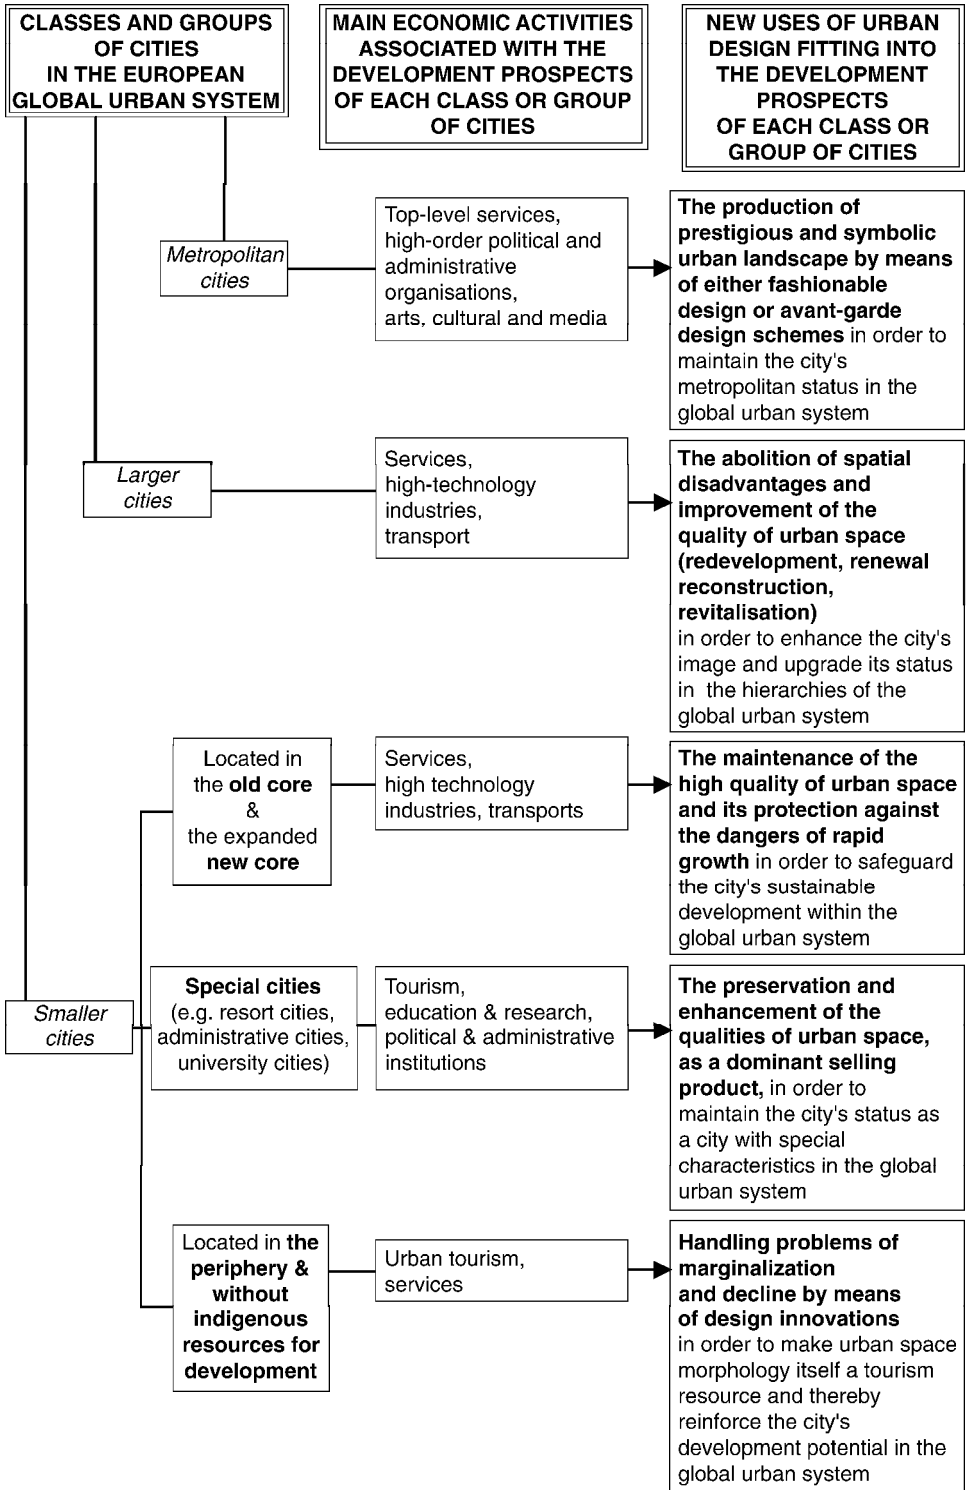 CLASSES AND GROUPS
OF CITIES
IN THE EUROPEAN
GLOBAL URBAN SYSTEM
MAIN ECONOMIC ACTIVITIES
ASSOCIATED WITH THE
DEVELOPMENT PROSPECTS
OF EACH CLASS OR GROUP
OF CITIES
NEW USES OF URBAN
DESIGN FITTING INTO
THE DEVELOPMENT
PROSPECTS
OF EACH CLASS OR
GROUP OF CITIES
Metropolitan
cities
Top-level services,
high-order political and
administrative
organisations,
arts, cultural and media
The production of
prestigious and symbolic
urban landscape by means
of either fashionable
design or avant-garde
design schemes in order to
maintain the city's
metropolitan status in the
global urban system
Larger
cities
Services,
high-technology
industries,
transport
The abolition of spatial
disadvantages and
improvement of the
quality of urban space
(redevelopment, renewal
reconstruction,
revitalisation)
in order to enhance the city's
image and upgrade its status
in the hierarchies of the
global urban system
Located in
the old core
&
the expanded
new core
Services,
high technology
industries, transports
The maintenance of the
high quality of urban space
and its protection against
the dangers of rapid
growth in order to safeguard
the city's sustainable
development within the
global urban system
Smaller
cities
Special cities
(e.g. resort cities,
administrative cities,
university cities)
Tourism,
education & research,
political & administrative
institutions
The preservation and
enhancement of the
qualities of urban space,
as a dominant selling
product, in order to
maintain the city's status as
a city with special
characteristics in the global
urban system
Located in the
periphery &
without
indigenous
resources for
development
Urban tourism,
services
Handling problems of
marginalization
and decline by means
of design innovations
in order to make urban space
morphology itself a tourism
resource and thereby
reinforce the city's
development potential in the
global urban system